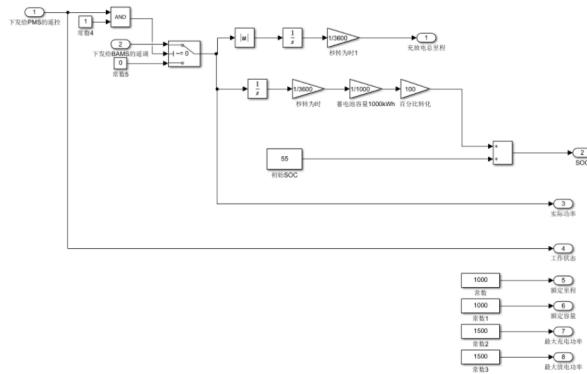 1
下发给PMS的遥控
AND
1
常数4
2
下发给BAMS的遥调
~= 0
0
常数5
|u|
1
s
1/3600
秒转为时1
1
充放电总里程
1
s
1/3600
秒转为时
1/1000
蓄电池容量1000kWh
100
百分比转化
55
初始SOC
+
+
2
SOC
3
实际功率
4
工作状态
1000
常数
5
额定里程
1000
常数1
6
额定容量
1500
常数2
7
最大充电功率
1500
常数3
8
最大放电功率